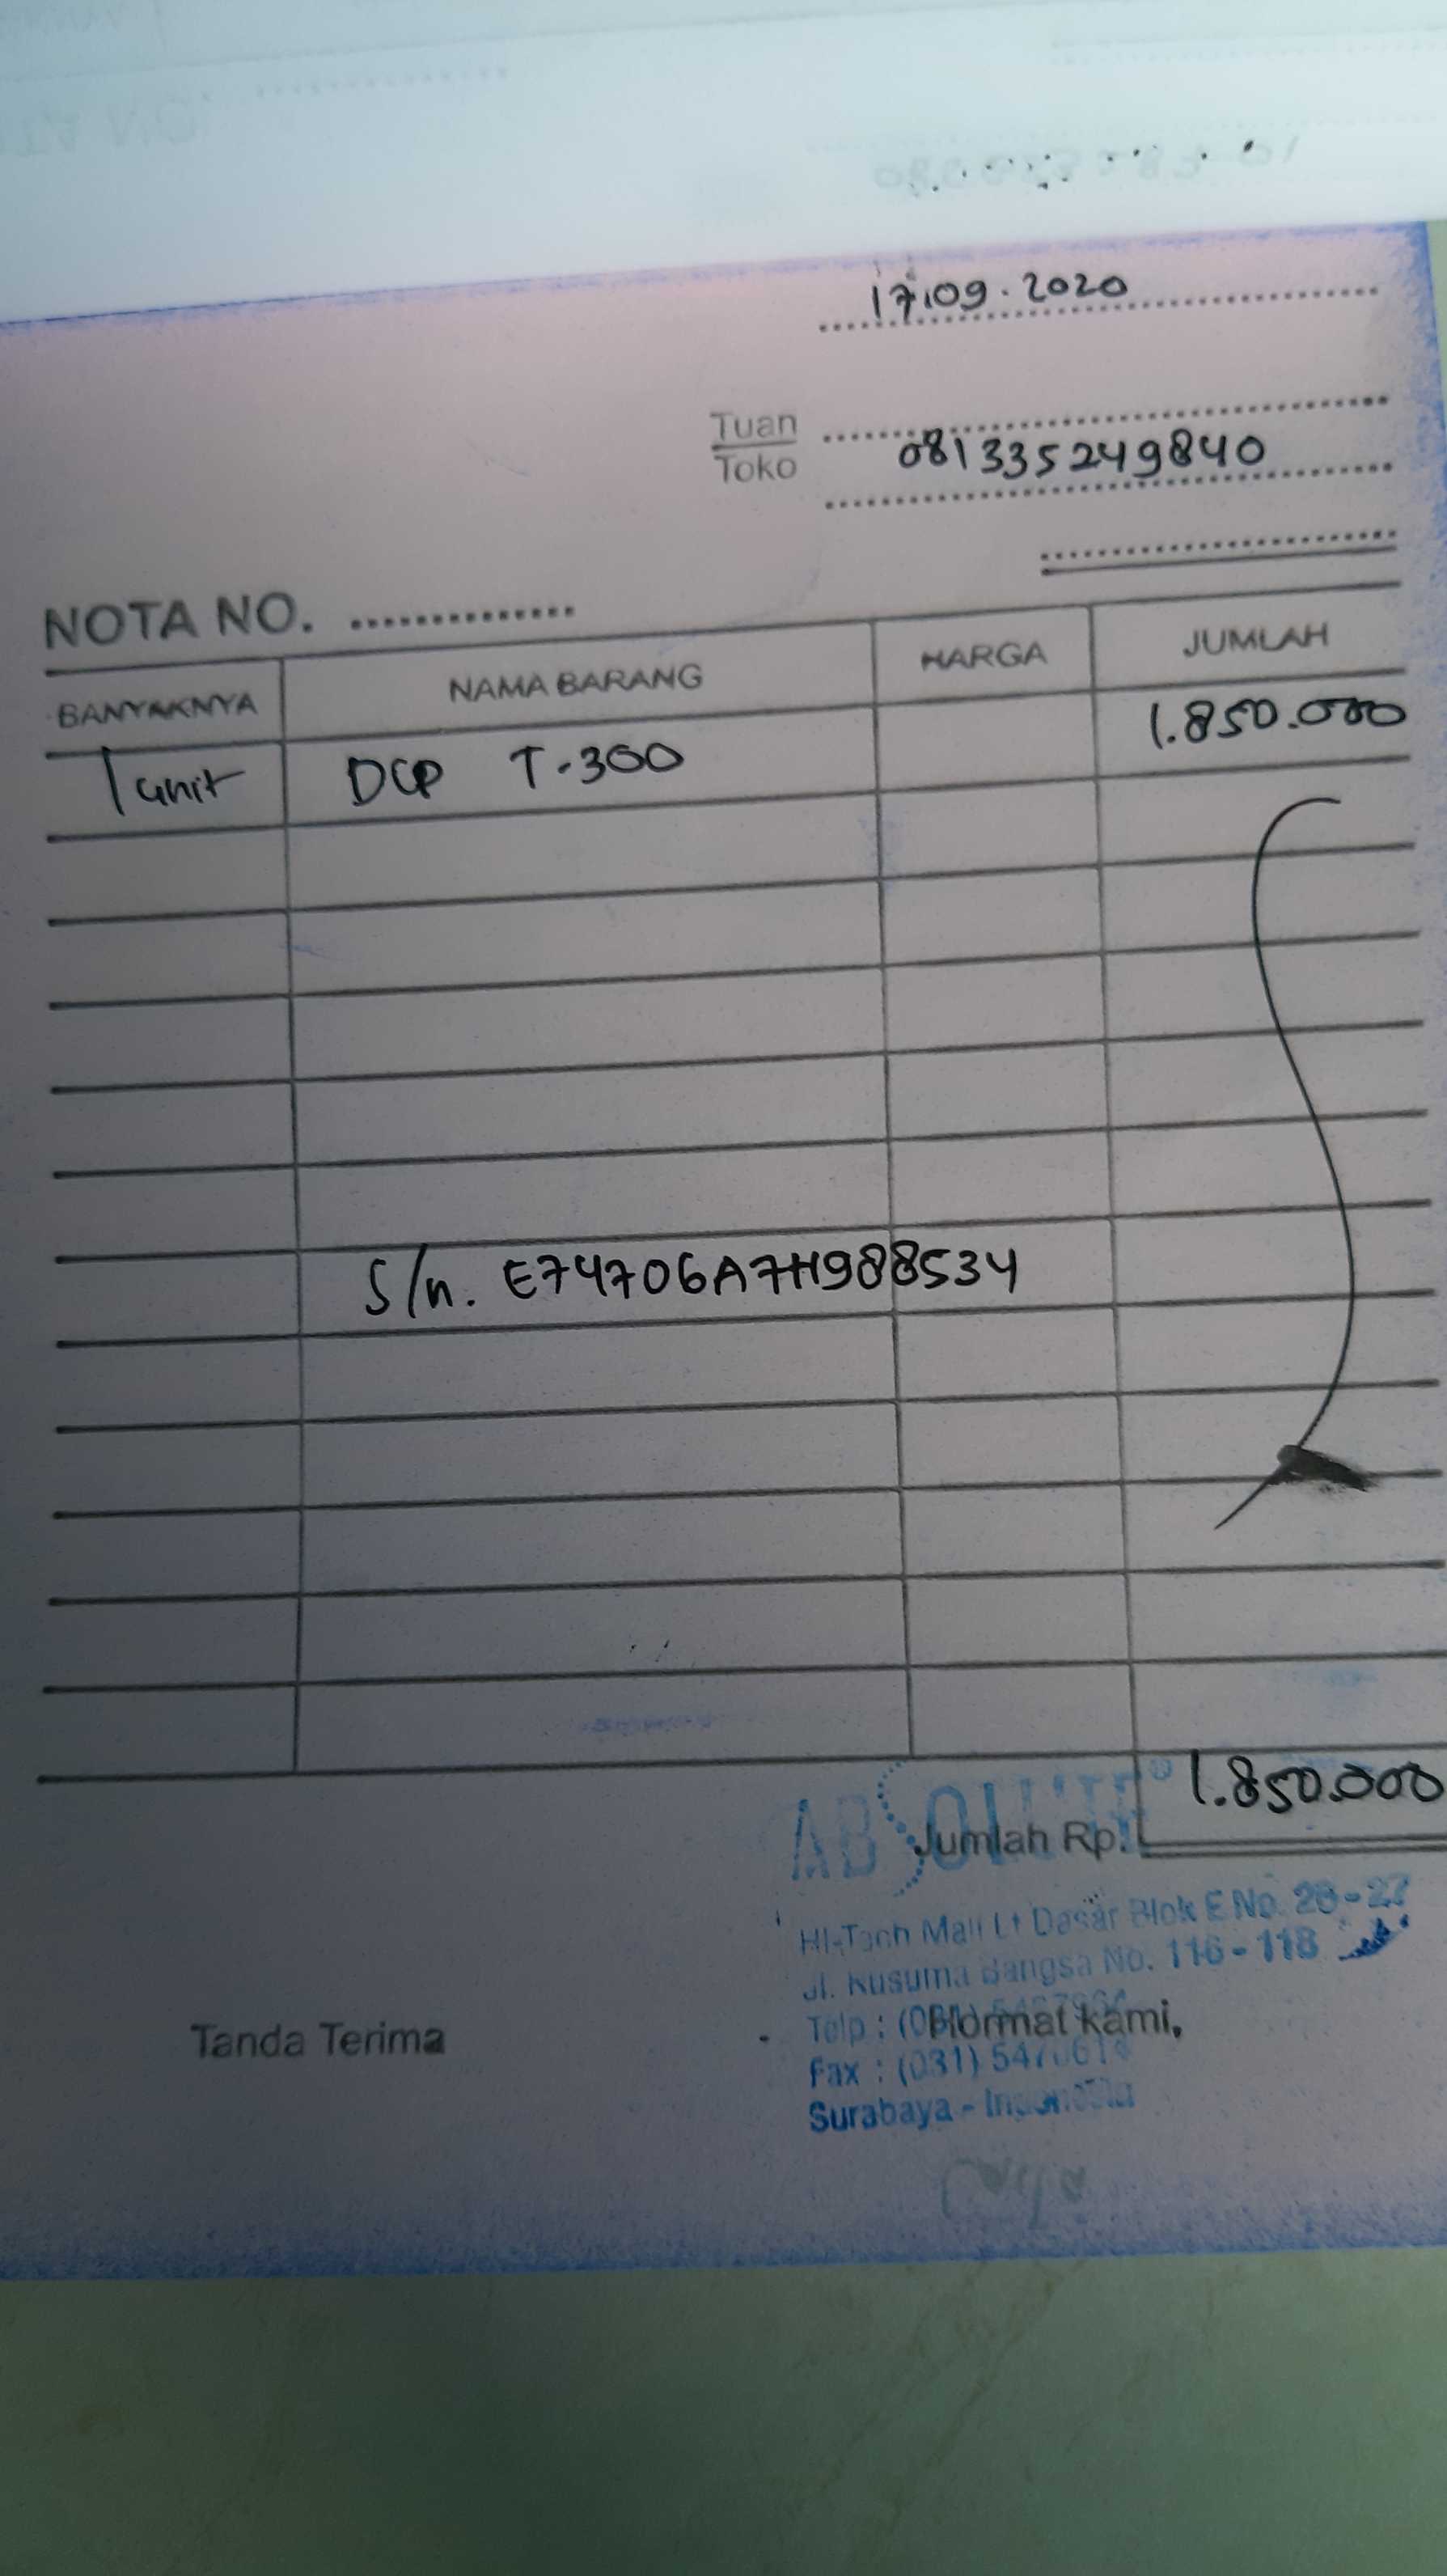 17.09.2020
Tuan
Toko
081335249840
NOTA NO.
BANYAKNYA NAMA BARANG HARGA JUMLAH
1 unit DCP T-300 1.850.000
S/n. E74706A7H988534
ABSOLUTE
Jumlah Rp. 1.850.000
Hi-Tech Mall Lt Dasar Blok E No. 26-27
Jl. Kusuma Bangsa No. 116-118
Telp : (031)
Tanda Terima Hormat kami,
Fax : (031)
Surabaya - Indonesia